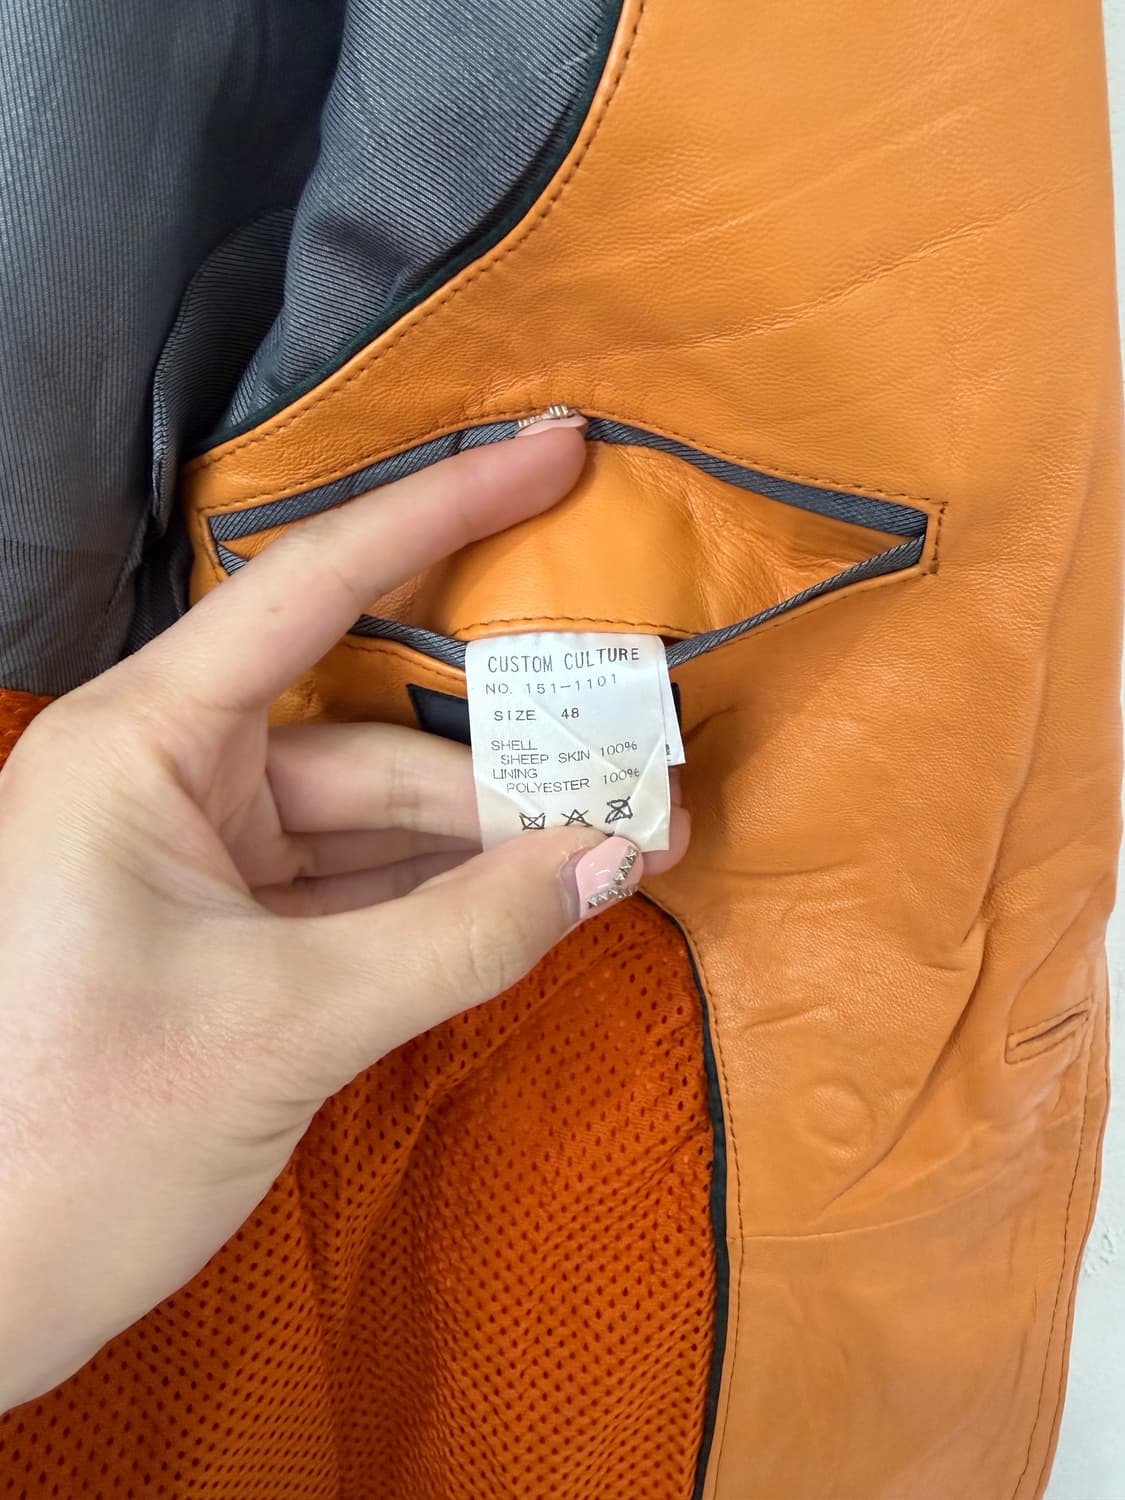 CUSTOM CULTURE
NO. 151-1101
SIZE 48
SHELL
SHEEP SKIN 100%
LINING
POLYESTER 100%